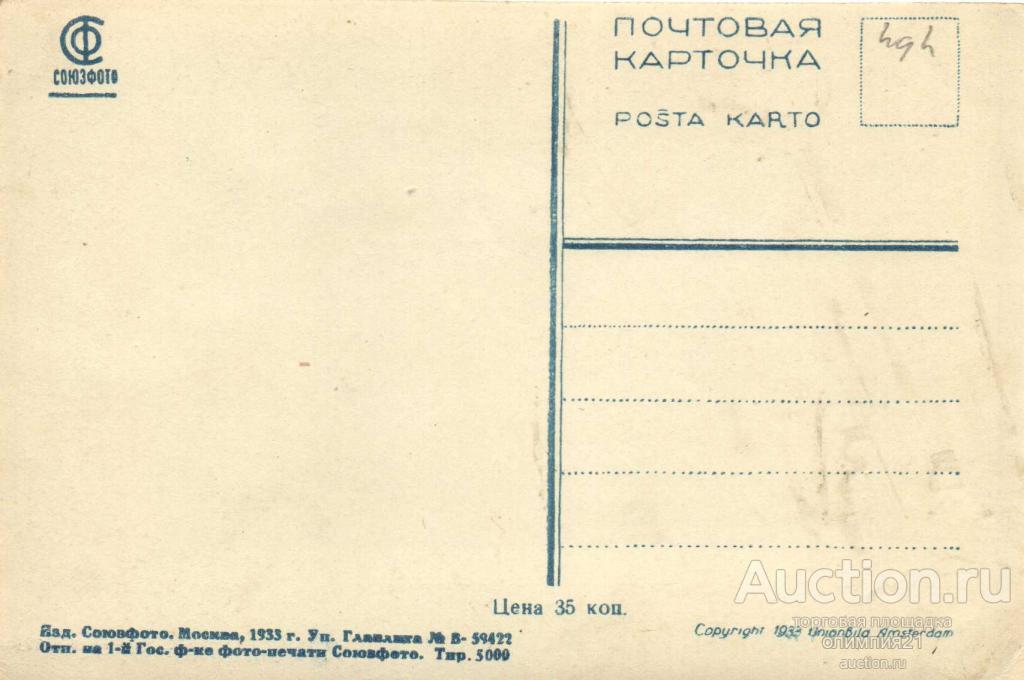 СФ
СОЮЗФОТО
ПОЧТОВАЯ
КАРТОЧКА
POŜTA KARTO
Цена 35 коп.
Изд. Союзфото. Москва, 1933 г. Уп. Главлита № В- 59422
Отп. на 1-й Гос. ф-ке фото-печати Союзфото. Тир. 5000
Copyright 1933 Unionbild Amsterdam
Auction.ru
торговая площадка
олимпия21
auction.ru